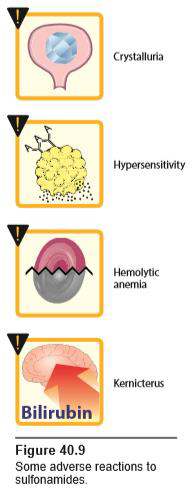 !
Crystalluria
!
Hypersensitivity
!
Hemolytic
anemia
!
Kernicterus
Bilirubin
Figure 40.9
Some adverse reactions to
sulfonamides.